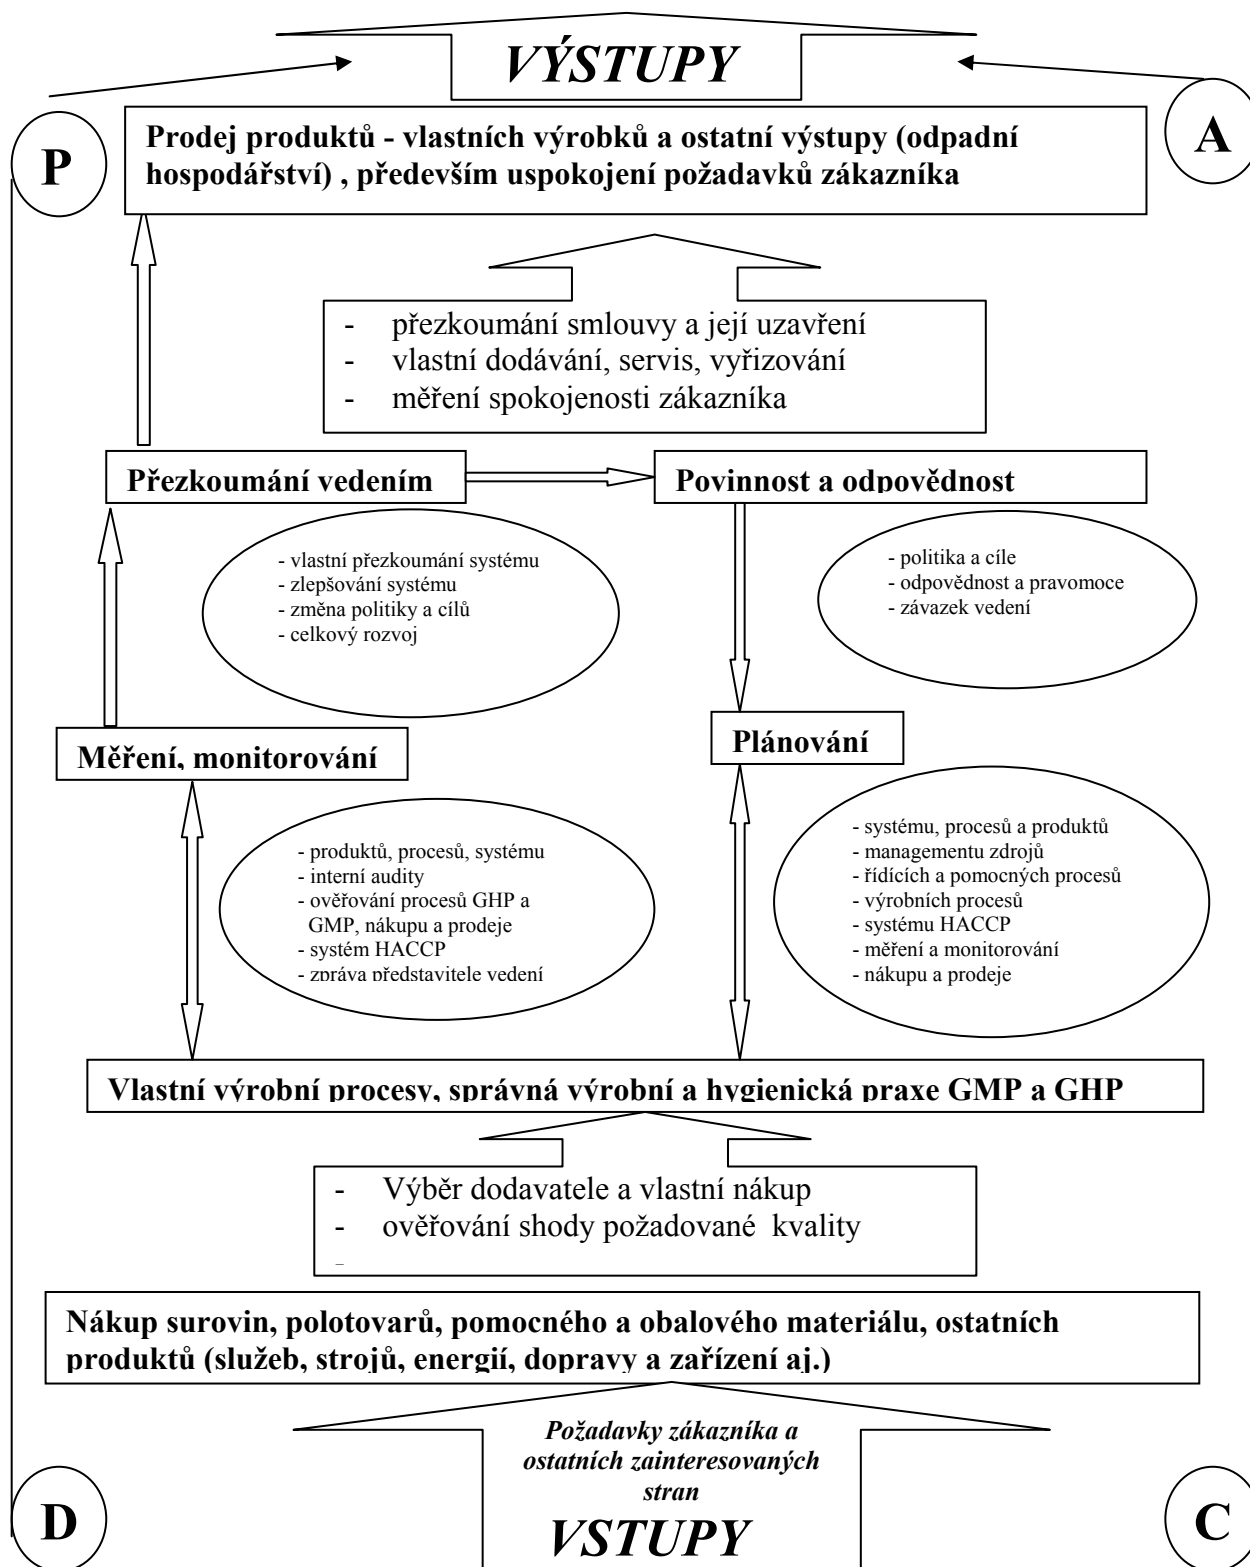 VÝSTUPY
P
A
Prodej produktů - vlastních výrobků a ostatní výstupy (odpadní
hospodářství) , především uspokojení požadavků zákazníka
- přezkoumání smlouvy a její uzavření
- vlastní dodávání, servis, vyřizování
- měření spokojenosti zákazníka
Přezkoumání vedením
Povinnost a odpovědnost
- vlastní přezkoumání systému
- zlepšování systému
- změna politiky a cílů
- celkový rozvoj
- politika a cíle
- odpovědnost a pravomoce
- závazek vedení
Měření, monitorování
Plánování
- produktů, procesů, systému
- interní audity
- ověřování procesů GHP a
GMP, nákupu a prodeje
- systém HACCP
- zpráva představitele vedení
- systému, procesů a produktů
- managementu zdrojů
- řídících a pomocných procesů
- výrobních procesů
- systému HACCP
- měření a monitorování
- nákupu a prodeje
Vlastní výrobní procesy, správná výrobní a hygienická praxe GMP a GHP
- Výběr dodavatele a vlastní nákup
- ověřování shody požadované kvality
-
Nákup surovin, polotovarů, pomocného a obalového materiálu, ostatních
produktů (služeb, strojů, energií, dopravy a zařízení aj.)
Požadavky zákazníka a
ostatních zainteresovaných
stran
VSTUPY
D
C